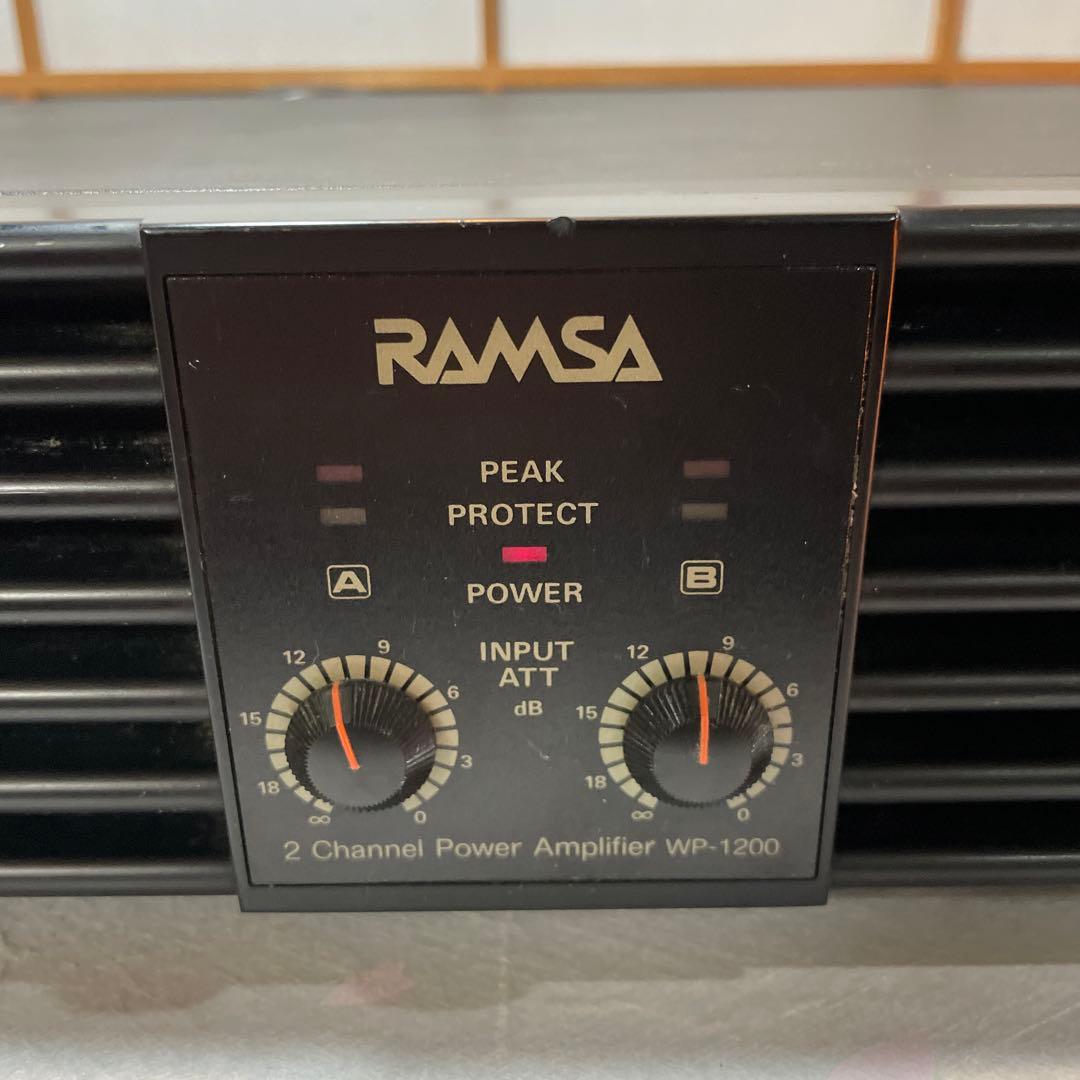 RAMSA
PEAK
PROTECT
A
B
POWER
INPUT
ATT
dB
12 9 6 15 3 18 ∞ 0
12 9 6 15 3 18 ∞ 0
2 Channel Power Amplifier WP-1200